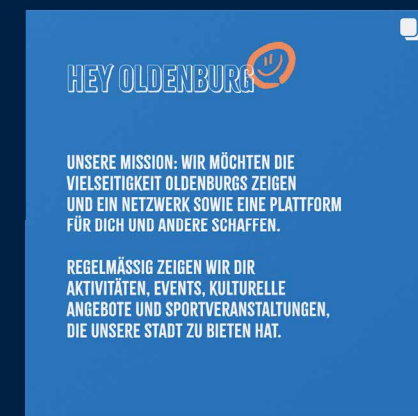 HEY OLDENBURG
UNSERE MISSION: WIR MÖCHTEN DIE
VIELSEITIGKEIT OLDENBURGS ZEIGEN
UND EIN NETZWERK SOWIE EINE PLATTFORM
FÜR DICH UND ANDERE SCHAFFEN.
REGELMÄSSIG ZEIGEN WIR DIR
AKTIVITÄTEN, EVENTS, KULTURELLE
ANGEBOTE UND SPORTVERANSTALTUNGEN,
DIE UNSERE STADT ZU BIETEN HAT.